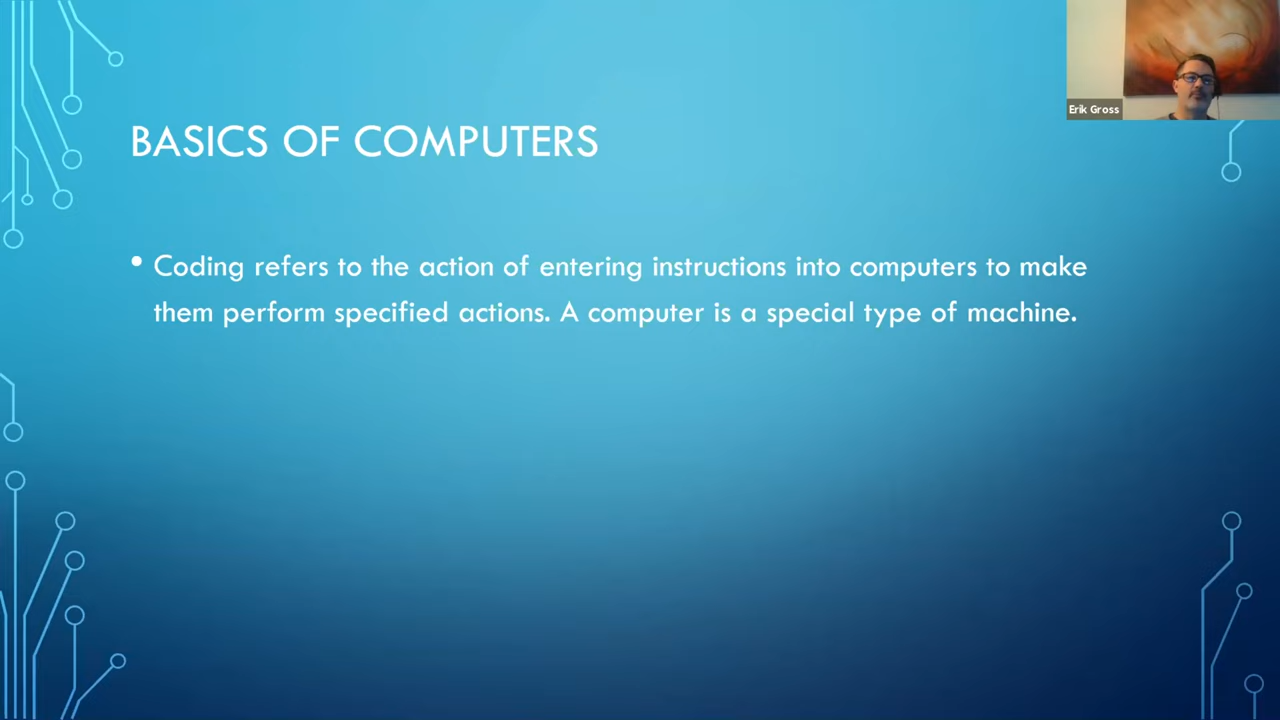 Erik Gross
BASICS OF COMPUTERS
• Coding refers to the action of entering instructions into computers to make
them perform specified actions. A computer is a special type of machine.